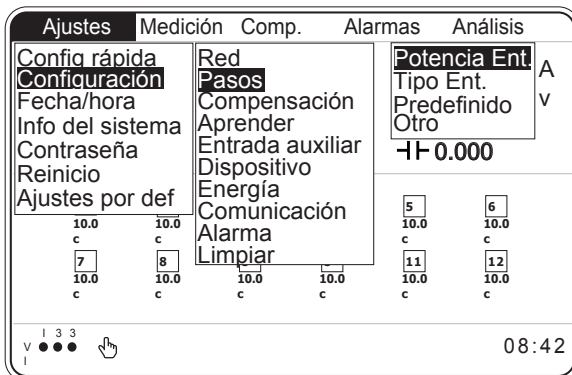 Ajustes Medición Comp. Alarmas Análisis
Config rápida
Configuración
Fecha/hora
Info del sistema
Contraseña
Reinicio
Ajustes por def
Red
Pasos
Compensación
Aprender
Entrada auxiliar
Dispositivo
Energía
Comunicación
Alarma
Limpiar
Potencia Ent.
Tipo Ent.
Predefinido
Otro
A
v
0.000
5 6
10.0 10.0 10.0 10.0
c c c c
7 8 11 12
10.0 10.0 10.0 10.0 10.0 10.0
c c c c c c
I 3 3
V
I
08:42